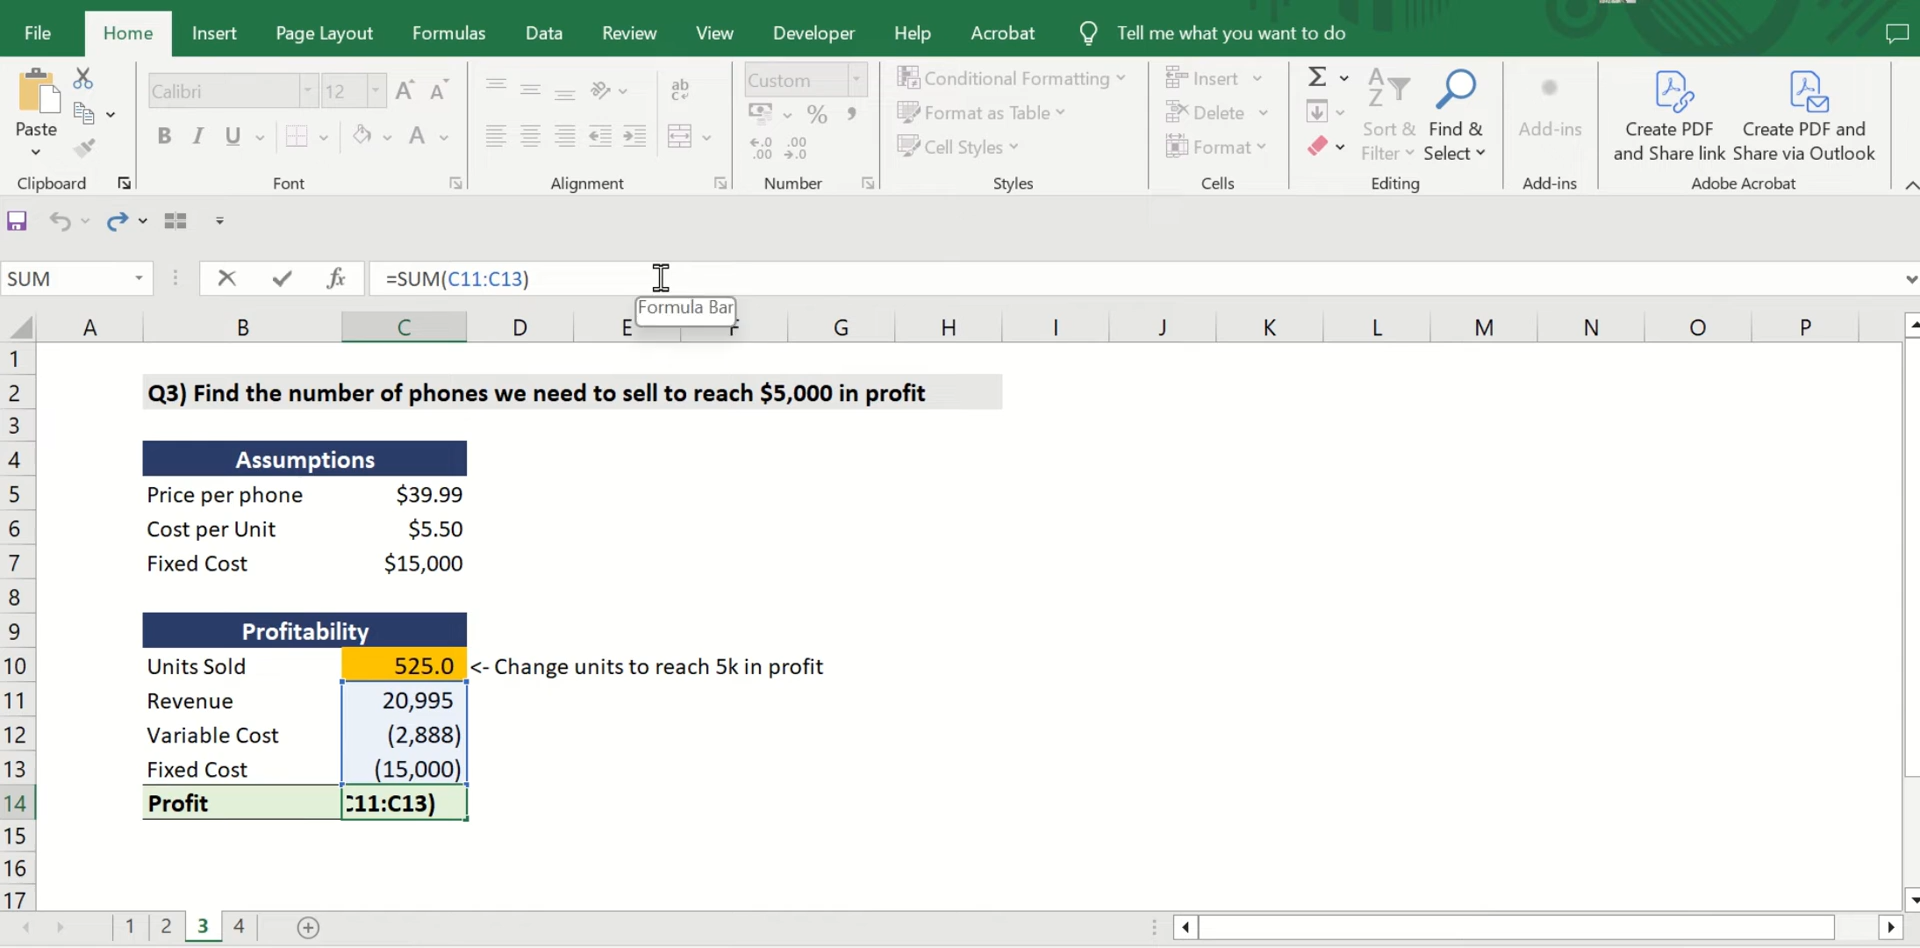 File Home Insert Page Layout Formulas Data Review View Developer Help Acrobat Tell me what you want to do
Calibri 12 ab Custom Conditional Formatting Insert Σ A
Paste B I U A % , Format as Table Delete Z Sort & Filter Find & Select Add-ins Create PDF and Share link Create PDF and Share via Outlook
.00 .00 Cell Styles Format
Clipboard Font Alignment Number Styles Cells Editing Add-ins Adobe Acrobat
SUM fx =SUM(C11:C13)
Formula Bar
A B C D E F G H I J K L M N O P
1
2 Q3) Find the number of phones we need to sell to reach $5,000 in profit
3
4 Assumptions
5 Price per phone $39.99
6 Cost per Unit $5.50
7 Fixed Cost $15,000
8
9 Profitability
10 Units Sold 525.0 <- Change units to reach 5k in profit
11 Revenue 20,995
12 Variable Cost (2,888)
13 Fixed Cost (15,000)
14 Profit C11:C13)
15
16
17
1 2 3 4